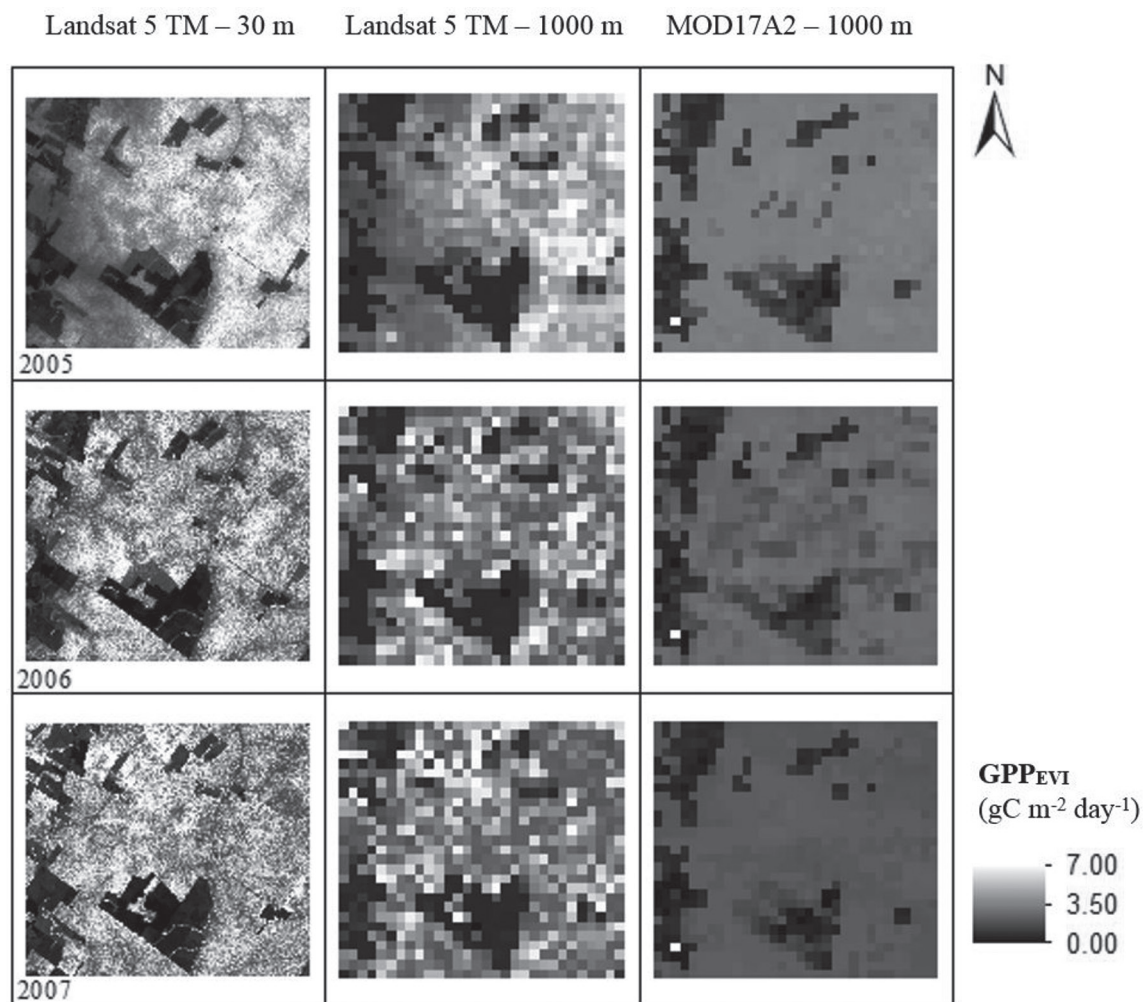 Landsat 5 TM – 30 m
Landsat 5 TM – 1000 m
MOD17A2 – 1000 m
N
2005
2006
2007
GPPEVI
(gC m-2 day-1)
7.00
3.50
0.00